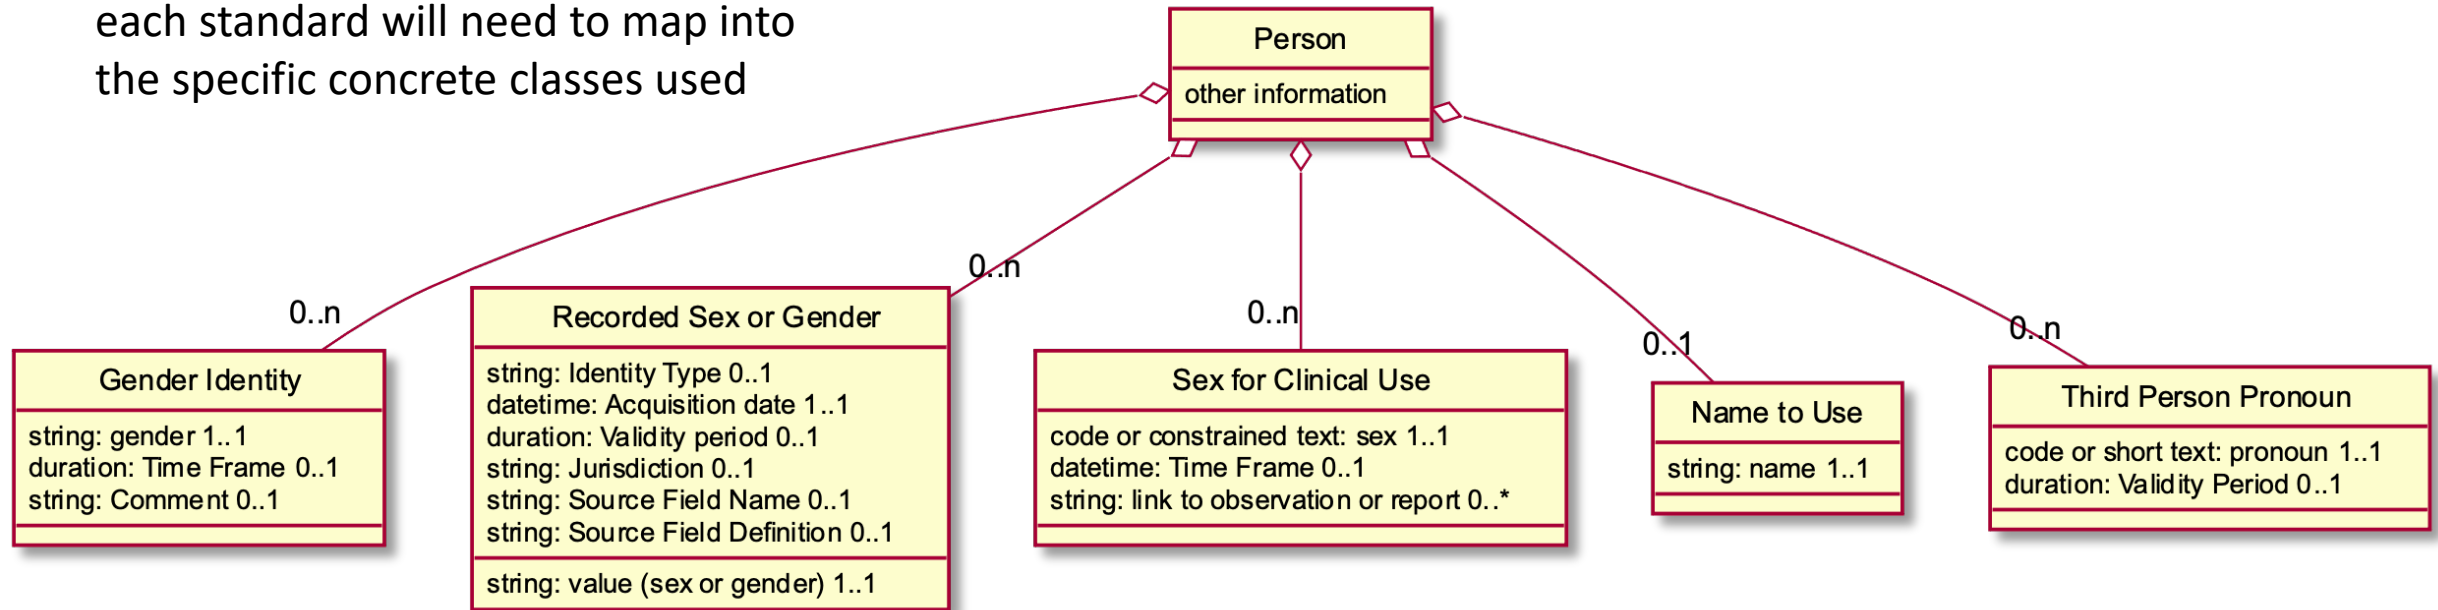 each standard will need to map into
the specific concrete classes used
Person
other information
0..n
0..n
0..n
0..1
0..n
Gender Identity
string: gender 1..1
duration: Time Frame 0..1
string: Comment 0..1
Recorded Sex or Gender
string: Identity Type 0..1
datetime: Acquisition date 1..1
duration: Validity period 0..1
string: Jurisdiction 0..1
string: Source Field Name 0..1
string: Source Field Definition 0..1
string: value (sex or gender) 1..1
Sex for Clinical Use
code or constrained text: sex 1..1
datetime: Time Frame 0..1
string: link to observation or report 0..*
Name to Use
string: name 1..1
Third Person Pronoun
code or short text: pronoun 1..1
duration: Validity Period 0..1